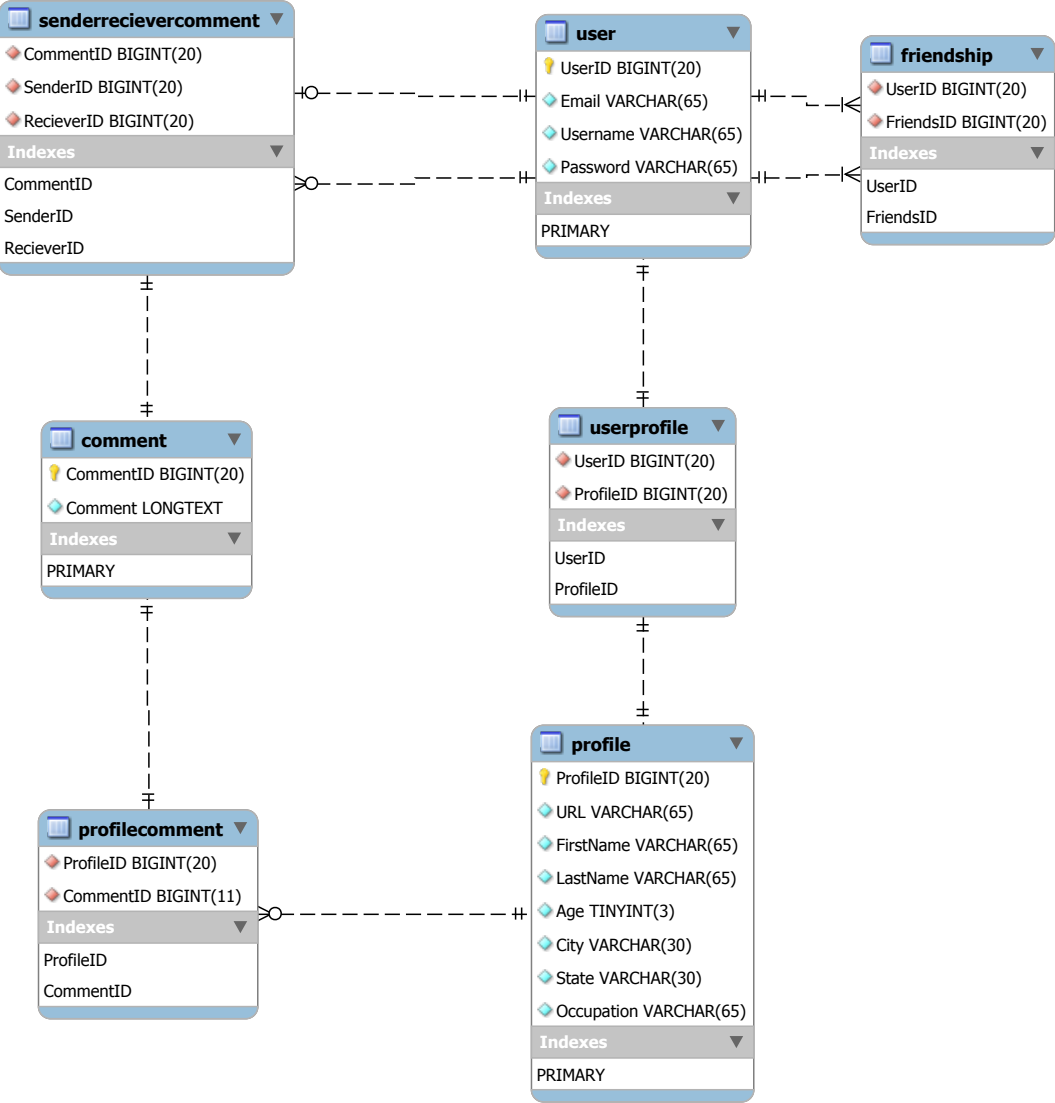 senderrecievercomment
CommentID BIGINT(20)
SenderID BIGINT(20)
RecieverID BIGINT(20)
Indexes
CommentID
SenderID
RecieverID
user
UserID BIGINT(20)
Email VARCHAR(65)
Username VARCHAR(65)
Password VARCHAR(65)
Indexes
PRIMARY
friendship
UserID BIGINT(20)
FriendsID BIGINT(20)
Indexes
UserID
FriendsID
comment
CommentID BIGINT(20)
Comment LONGTEXT
Indexes
PRIMARY
userprofile
UserID BIGINT(20)
ProfileID BIGINT(20)
Indexes
UserID
ProfileID
profilecomment
ProfileID BIGINT(20)
CommentID BIGINT(11)
Indexes
ProfileID
CommentID
profile
ProfileID BIGINT(20)
URL VARCHAR(65)
FirstName VARCHAR(65)
LastName VARCHAR(65)
Age TINYINT(3)
City VARCHAR(30)
State VARCHAR(30)
Occupation VARCHAR(65)
Indexes
PRIMARY